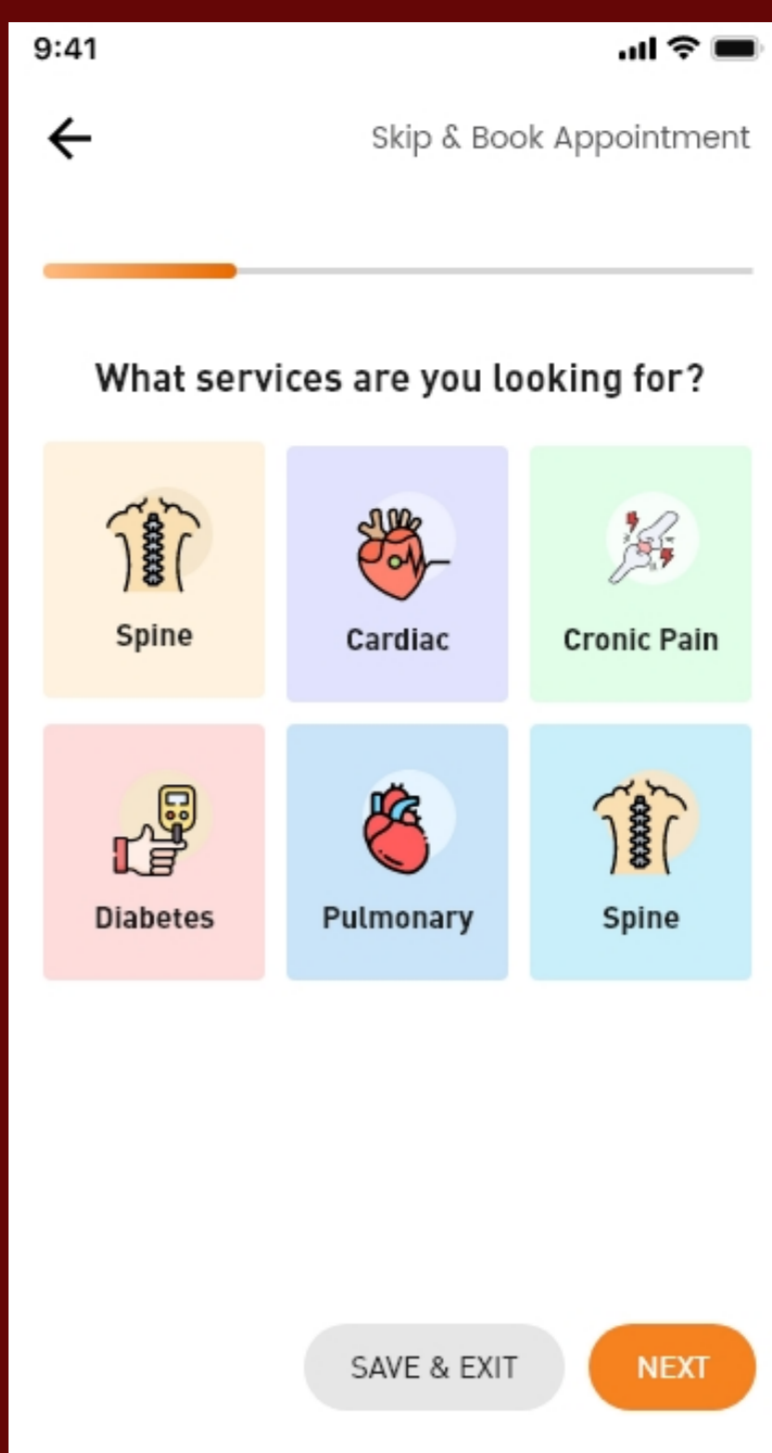 9:41
Skip & Book Appointment
What services are you looking for?
Spine
Cardiac
Cronic Pain
Diabetes
Pulmonary
Spine
SAVE & EXIT
NEXT